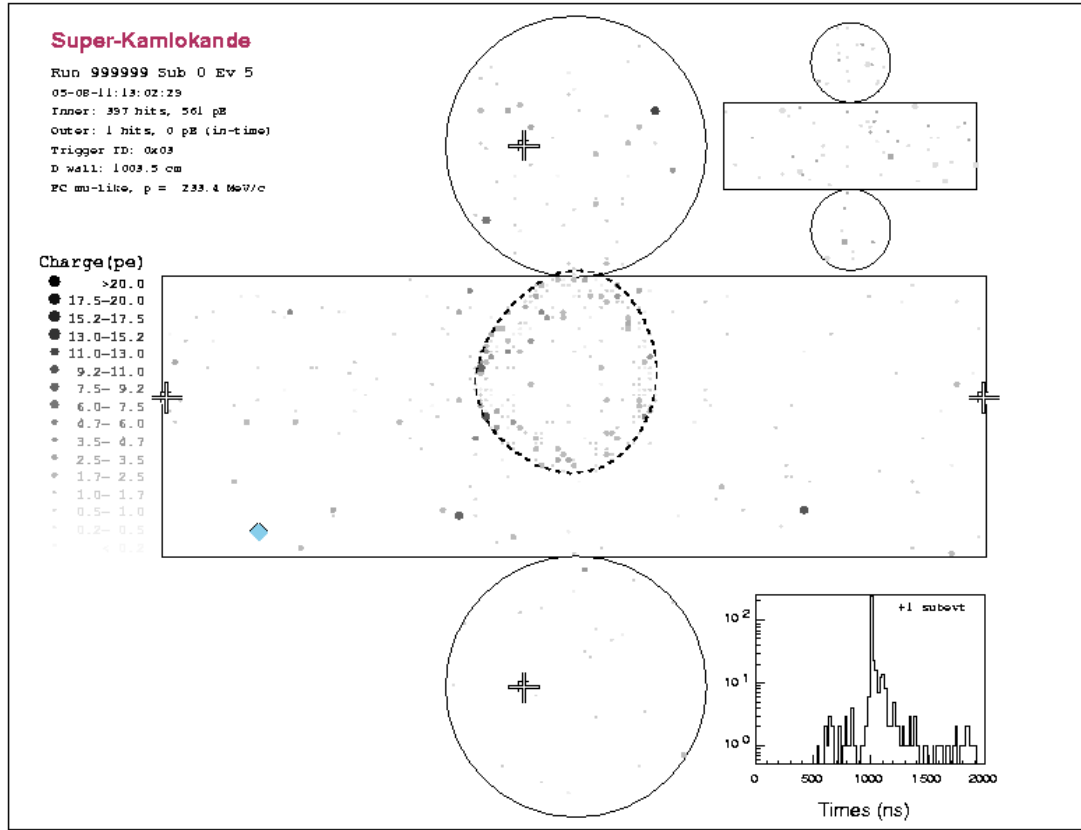 Super-Kamlokande
Run 999999 Sub 0 Ev 5
05-08-11:13:02:29
Inner: 397 hits, 561 pE
Outer: 1 hits, 0 pE (in-time)
Trigger ID: 0x03
D wall: 1003.5 cm
FC mu-like, p = 233.4 MeV/c
Charge(pe)
>20.0
17.5-20.0
15.2-17.5
13.0-15.2
11.0-13.0
9.2-11.0
7.5- 9.2
6.0- 7.5
4.7- 6.0
3.5- 4.7
2.5- 3.5
1.7- 2.5
1.0- 1.7
0.5- 1.0
0.2- 0.5
< 0.2
+1 subevt
10²
10¹
10⁰
0 500 1000 1500 2000
Times (ns)